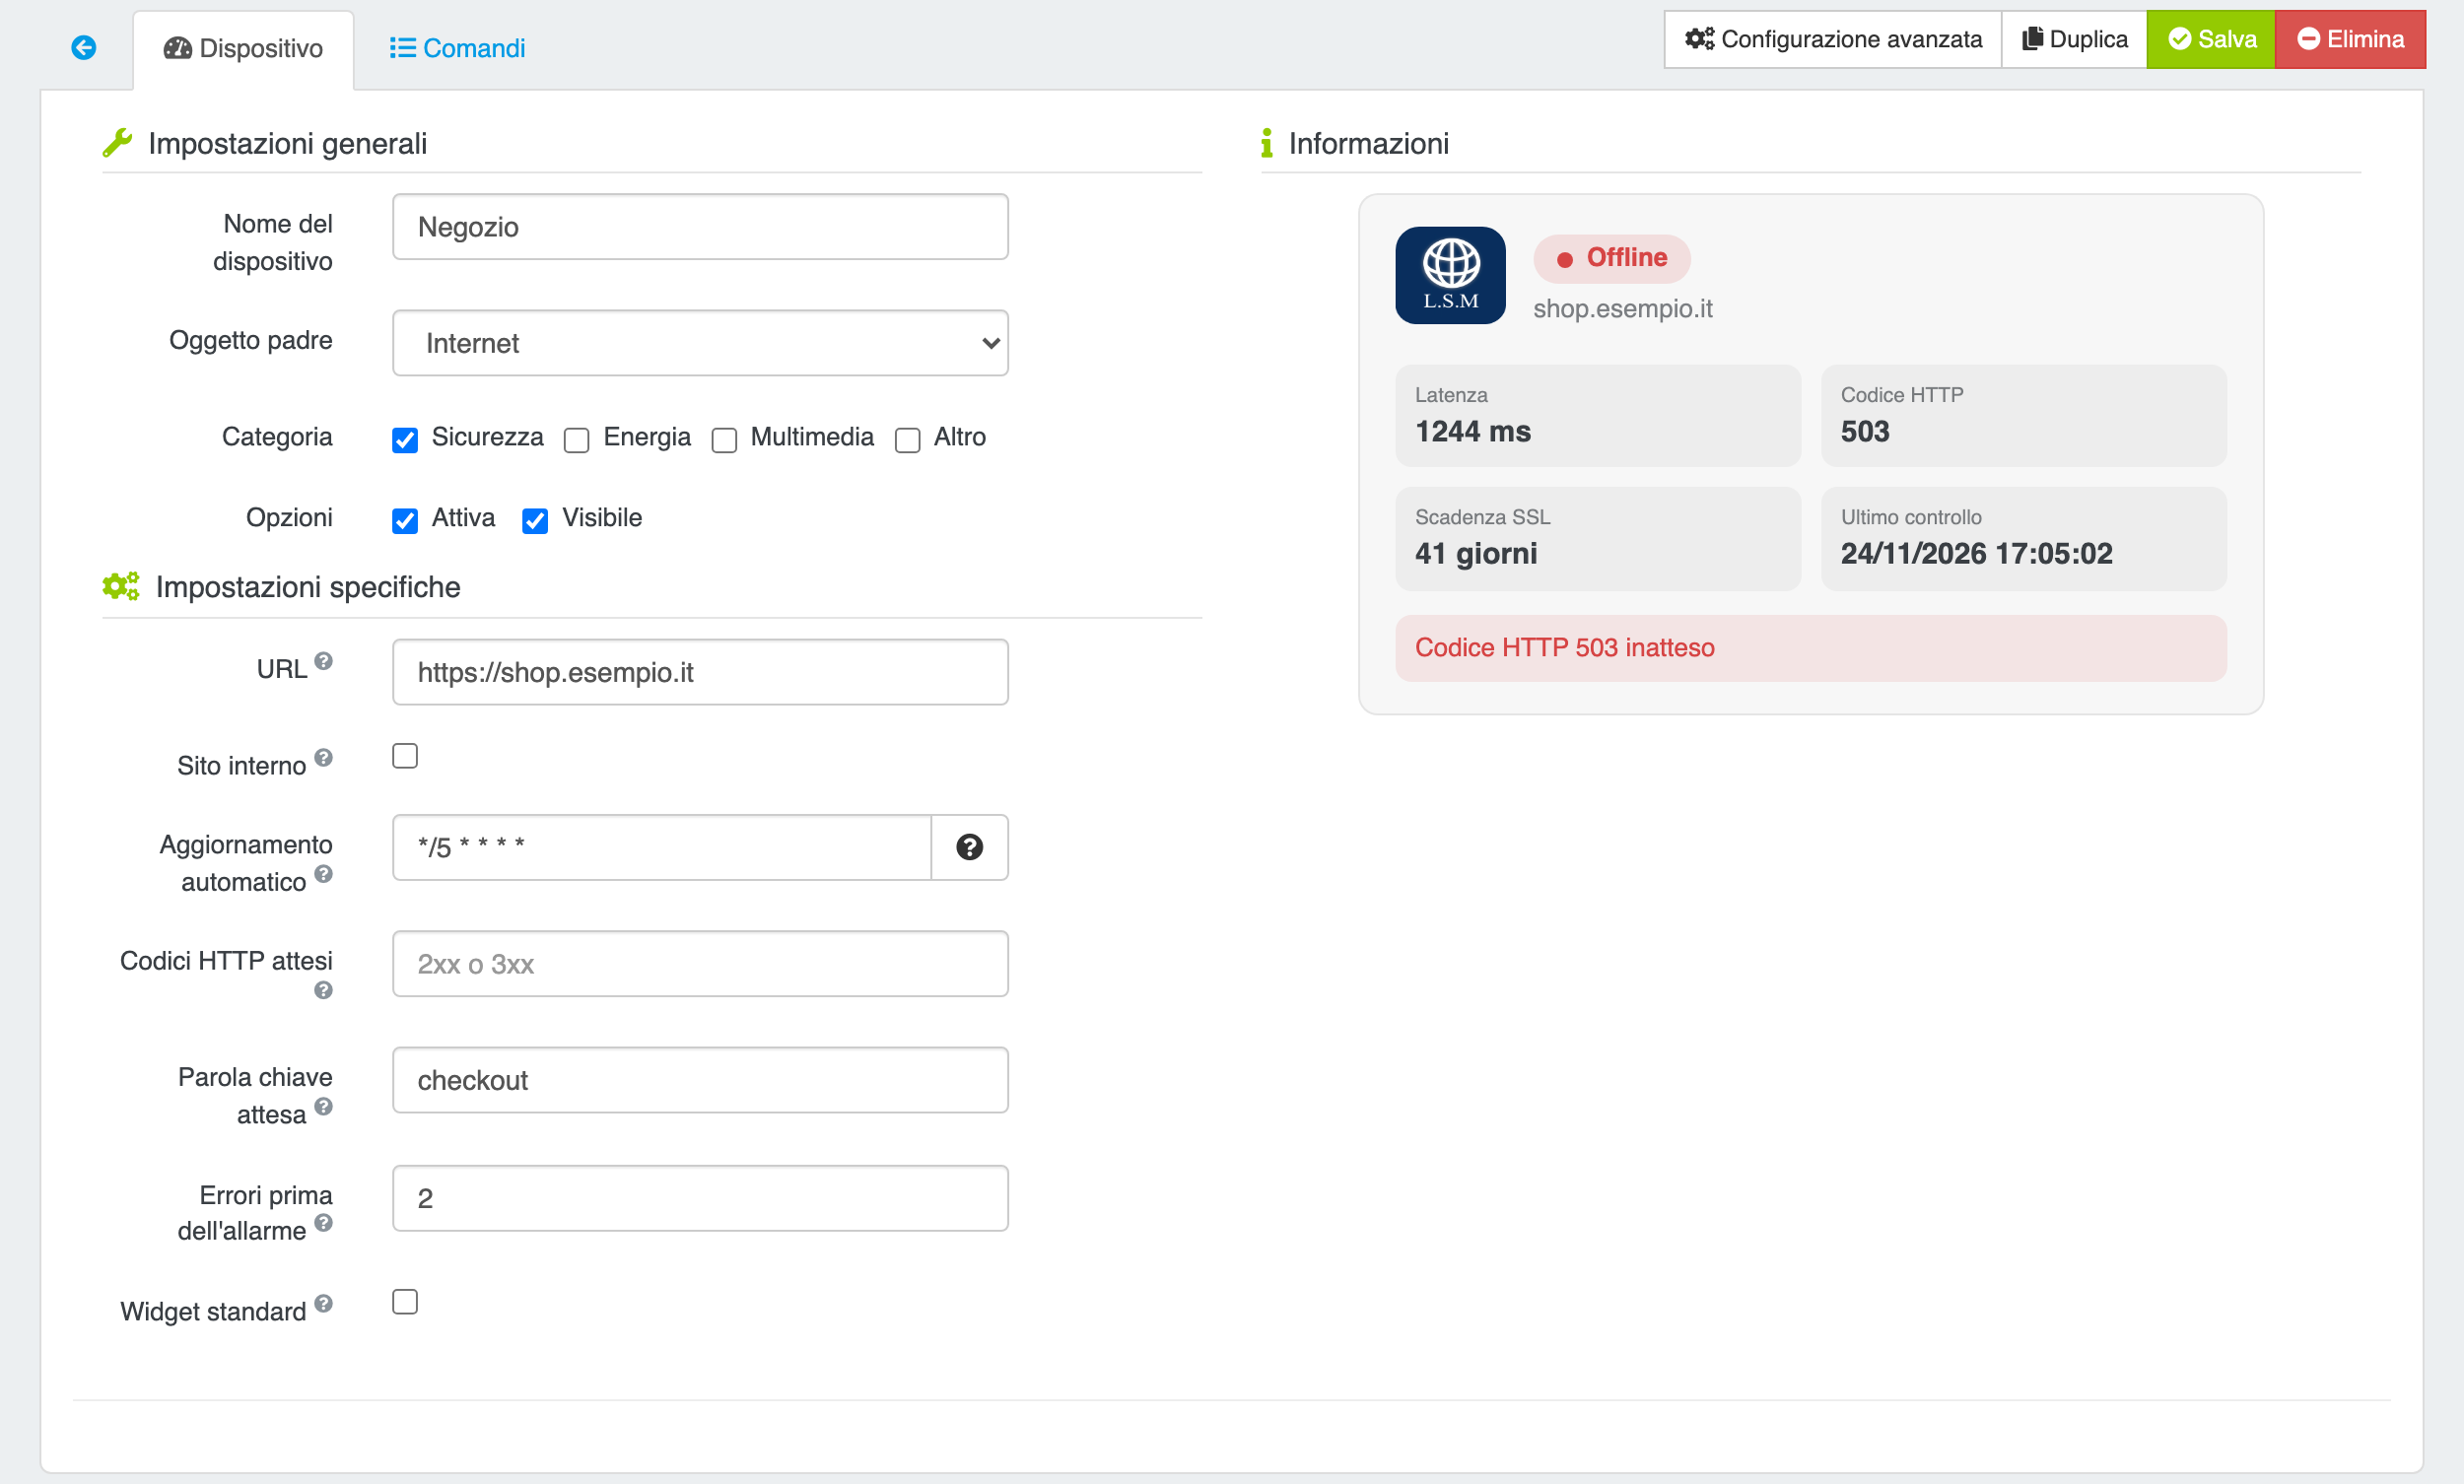 Dispositivo
Comandi
Configurazione avanzata
Duplica
Salva
Elimina
Impostazioni generali
Nome del
dispositivo
Negozio
Oggetto padre
Internet
Categoria
Sicurezza
Energia
Multimedia
Altro
Opzioni
Attiva
Visibile
Impostazioni specifiche
URL
https://shop.esempio.it
Sito interno
Aggiornamento
automatico
*/5 * * * *
Codici HTTP attesi
2xx o 3xx
Parola chiave
attesa
checkout
Errori prima
dell'allarme
2
Widget standard
Informazioni
L.S.M
Offline
shop.esempio.it
Latenza
1244 ms
Codice HTTP
503
Scadenza SSL
41 giorni
Ultimo controllo
24/11/2026 17:05:02
Codice HTTP 503 inatteso